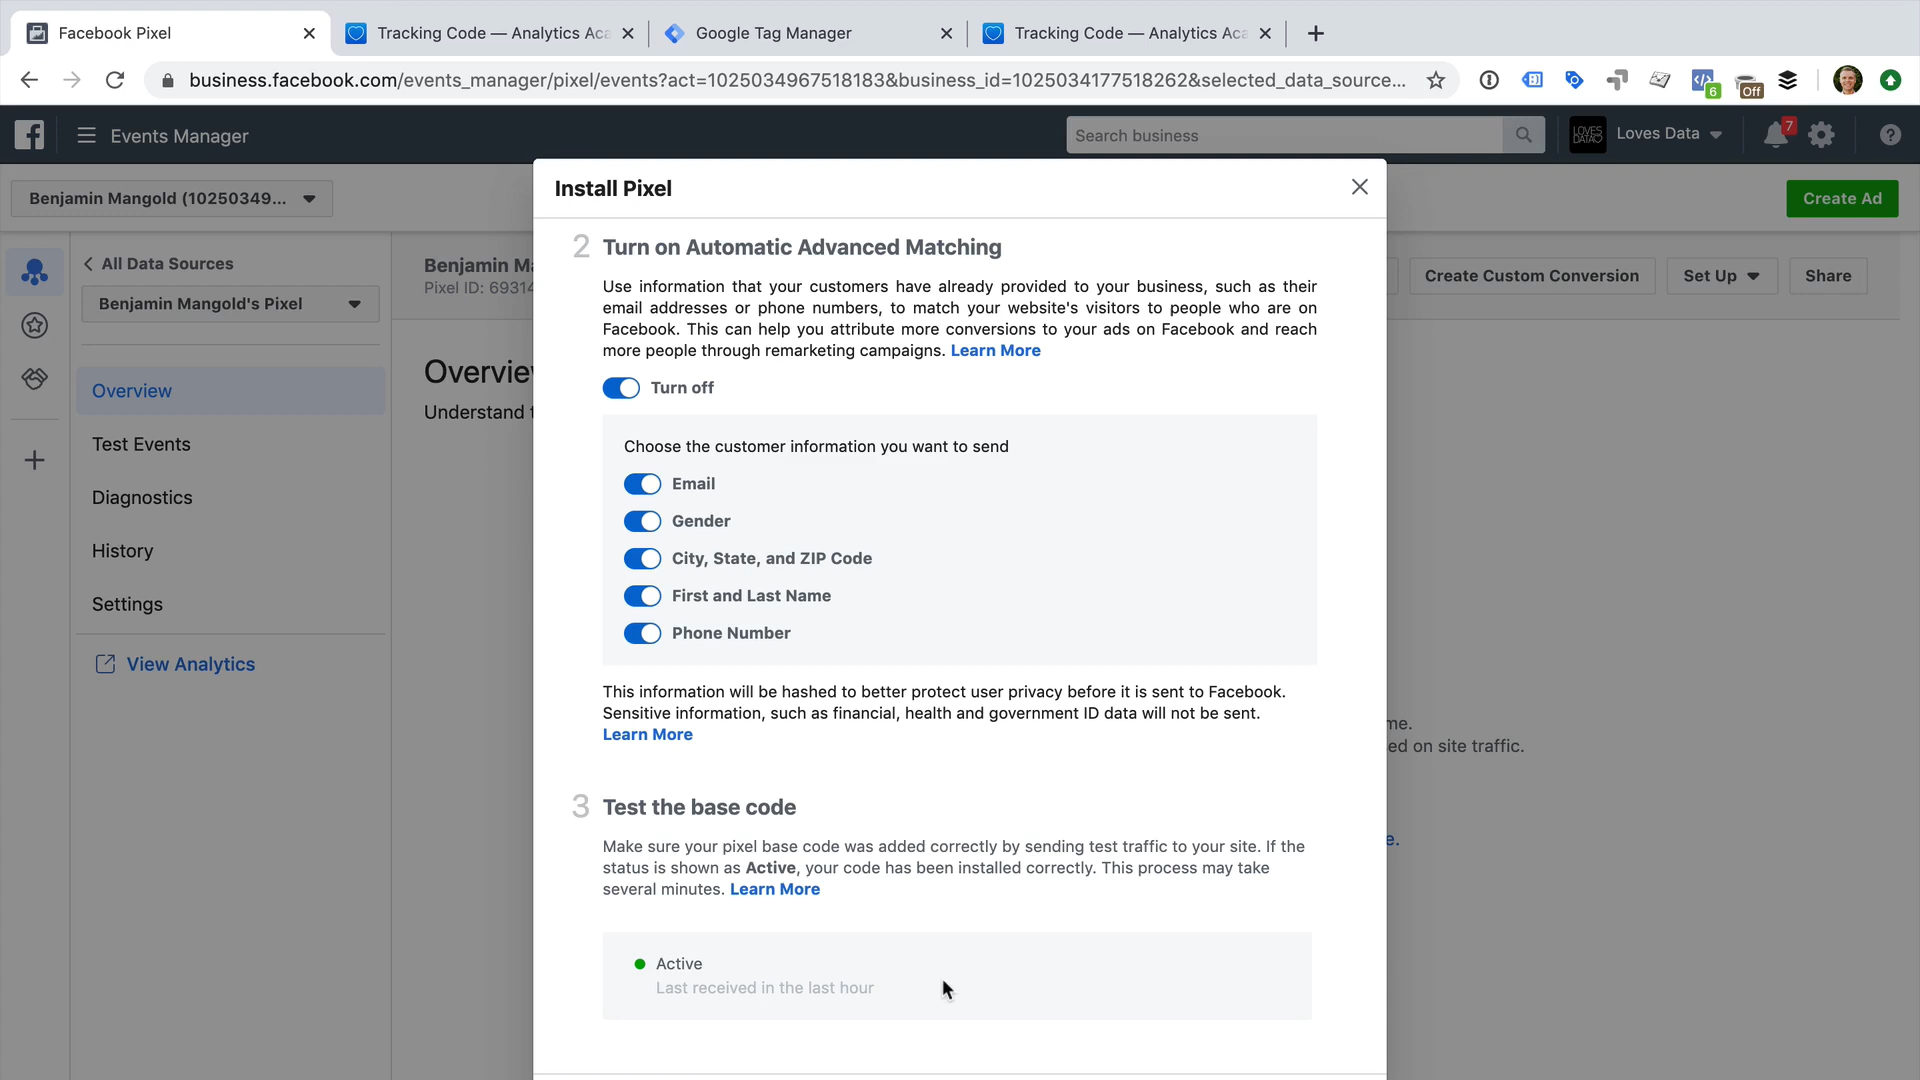 Facebook Pixel
Tracking Code — Analytics Aca
Google Tag Manager
Tracking Code — Analytics Aca
business.facebook.com/events_manager/pixel/events?act=1025034967518183&business_id=1025034177518262&selected_data_source...
6
Off
Events Manager
Search business
LOVES DATA
Loves Data
7
Benjamin Mangold (10250349...
Create Ad
Install Pixel
All Data Sources
Benjamin Mangold's Pixel
Overview
Test Events
Diagnostics
History
Settings
View Analytics
Benjamin M
Pixel ID: 69314
Create Custom Conversion
Set Up
Share
Overvie
Understand
2 Turn on Automatic Advanced Matching
Use information that your customers have already provided to your business, such as their
email addresses or phone numbers, to match your website's visitors to people who are on
Facebook. This can help you attribute more conversions to your ads on Facebook and reach
more people through remarketing campaigns. Learn More
Turn off
Choose the customer information you want to send
Email
Gender
City, State, and ZIP Code
First and Last Name
Phone Number
This information will be hashed to better protect user privacy before it is sent to Facebook.
Sensitive information, such as financial, health and government ID data will not be sent.
Learn More
me.
ed on site traffic.
3 Test the base code
Make sure your pixel base code was added correctly by sending test traffic to your site. If the
status is shown as Active, your code has been installed correctly. This process may take
several minutes. Learn More
e.
Active
Last received in the last hour